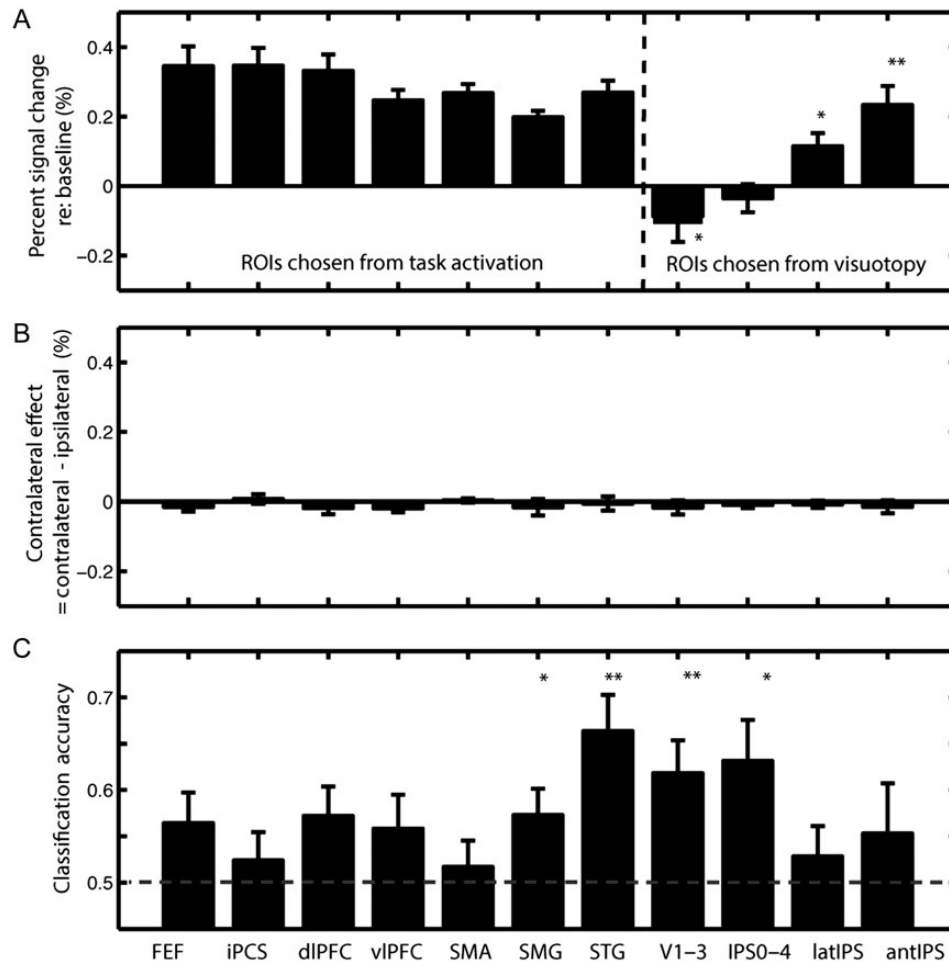 A
Percent signal change
re: baseline (%)
0.4
0.2
0
−0.2
*
*
**
ROIs chosen from task activation
ROIs chosen from visuotopy
B
Contralateral effect
= contralateral - ipsilateral (%)
0.4
0.2
0
−0.2
C
Classification accuracy
0.7
0.6
0.5
*
**
**
*
FEF iPCS dlPFC vlPFC SMA SMG STG V1−3 IPS0−4 latIPS antIPS